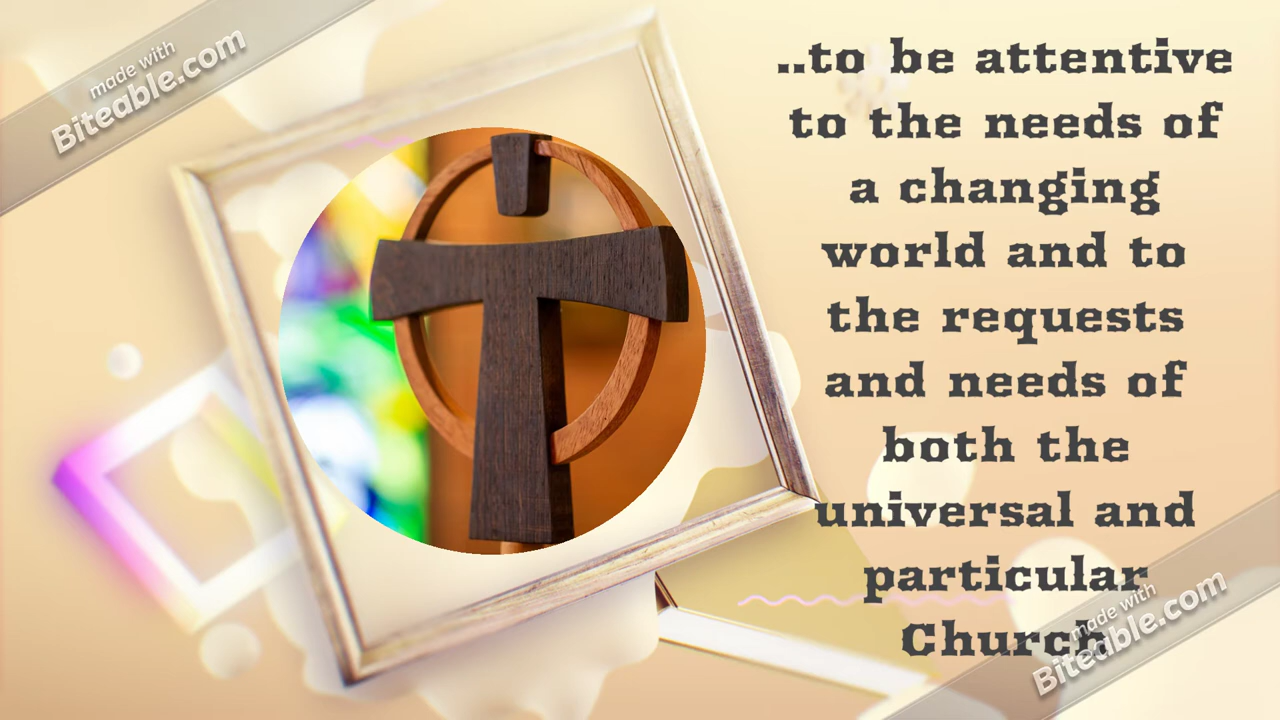 made with
Biteable.com
..to be attentive
to the needs of
a changing
world and to
the requests
and needs of
both the
universal and
particular
Church
made with
Biteable.com